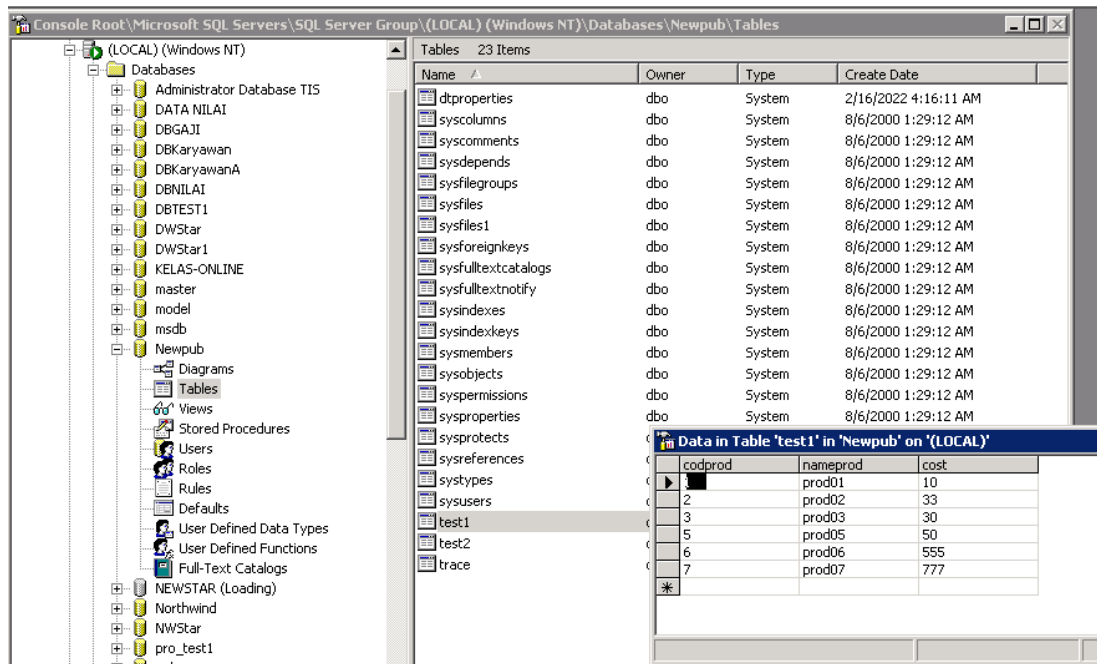 Console Root\Microsoft SQL Servers\SQL Server Group\(LOCAL) (Windows NT)\Databases\Newpub\Tables
(LOCAL) (Windows NT)
Databases
Administrator Database TIS
DATA NILAI
DBGAJI
DBKaryawan
DBKaryawanA
DBNILAI
DBTEST1
DWStar
DWStar1
KELAS-ONLINE
master
model
msdb
Newpub
Diagrams
Tables
Views
Stored Procedures
Users
Roles
Rules
Defaults
User Defined Data Types
User Defined Functions
Full-Text Catalogs
NEWSTAR (Loading)
Northwind
NWStar
pro_test1
Tables 23 Items
Name Owner Type Create Date
dtproperties dbo System 2/16/2022 4:16:11 AM
syscolumns dbo System 8/6/2000 1:29:12 AM
syscomments dbo System 8/6/2000 1:29:12 AM
sysdepends dbo System 8/6/2000 1:29:12 AM
sysfilegroups dbo System 8/6/2000 1:29:12 AM
sysfiles dbo System 8/6/2000 1:29:12 AM
sysfiles1 dbo System 8/6/2000 1:29:12 AM
sysforeignkeys dbo System 8/6/2000 1:29:12 AM
sysfulltextcatalogs dbo System 8/6/2000 1:29:12 AM
sysfulltextnotify dbo System 8/6/2000 1:29:12 AM
sysindexes dbo System 8/6/2000 1:29:12 AM
sysindexkeys dbo System 8/6/2000 1:29:12 AM
sysmembers dbo System 8/6/2000 1:29:12 AM
sysobjects dbo System 8/6/2000 1:29:12 AM
syspermissions dbo System 8/6/2000 1:29:12 AM
sysproperties dbo System 8/6/2000 1:29:12 AM
sysprotects
sysreferences
systypes
sysusers
test1
test2
trace
Data in Table 'test1' in 'Newpub' on '(LOCAL)'
codprod nameprod cost
prod01 10
2 prod02 33
3 prod03 30
5 prod05 50
6 prod06 555
7 prod07 777